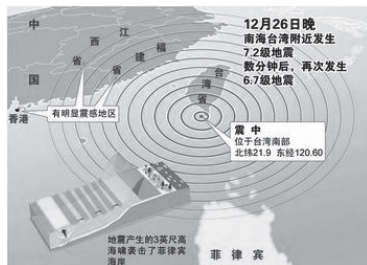 12月26日晚
南海台湾附近发生
7.2级地震
数分钟后，再次发生
6.7级地震
中
国
江
西
省
福
建
省
台
湾
省
香港
有明显震感地区
震中
位于台湾南部
北纬21.9 东经120.60
地震产生的3英尺高
海啸袭击了菲律宾
海岸
菲律宾